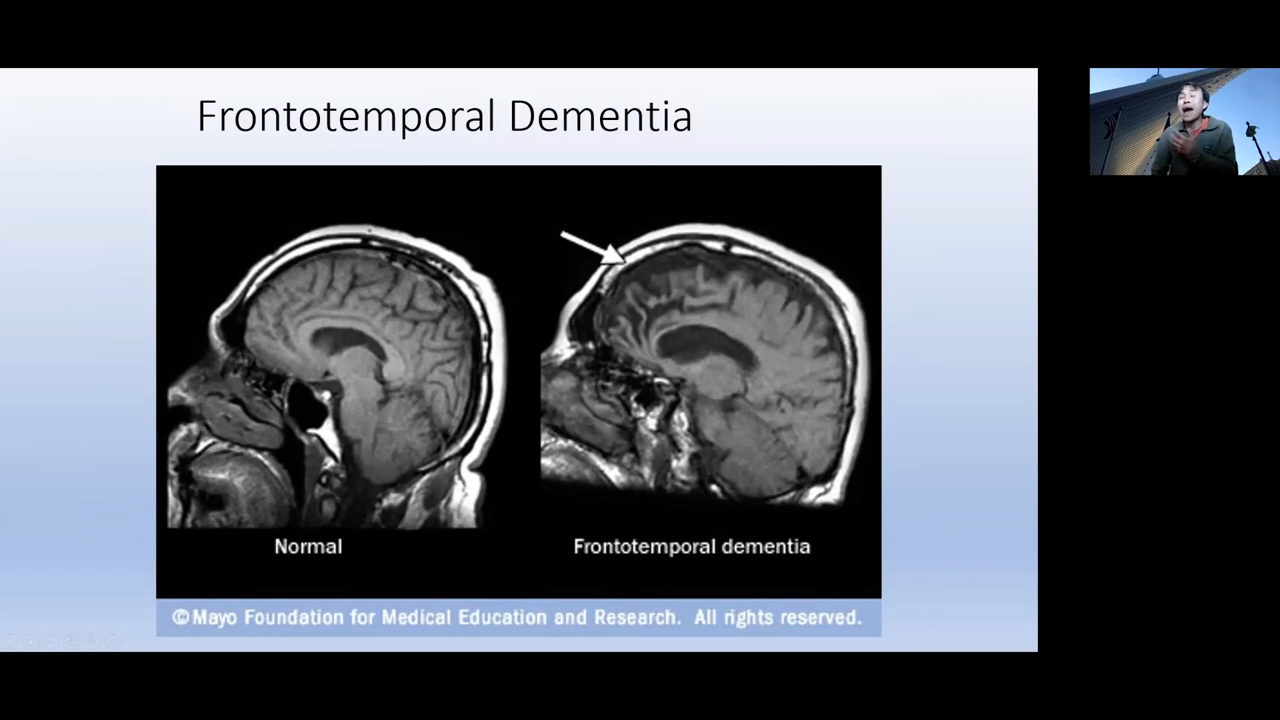 Frontotemporal Dementia
Normal
Frontotemporal dementia
©Mayo Foundation for Medical Education and Research. All rights reserved.